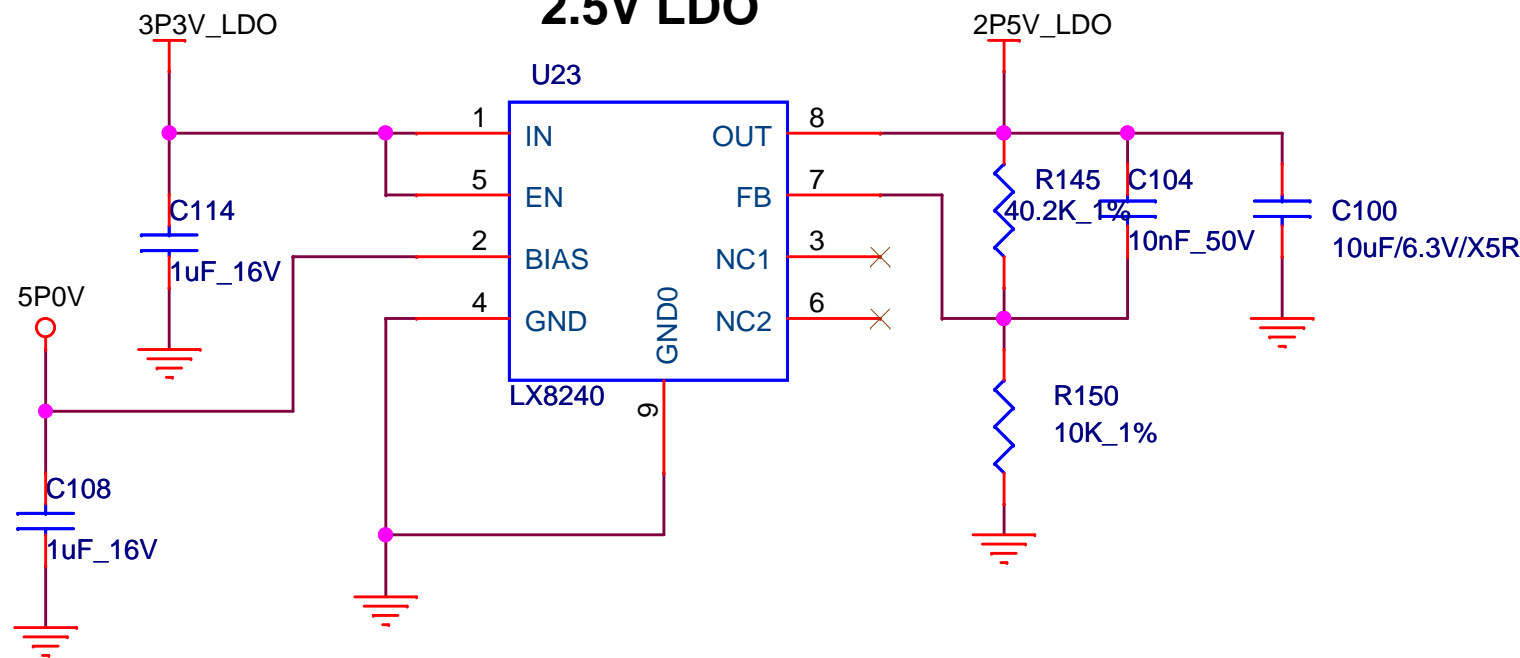 2.5V LDO
3P3V_LDO
2P5V_LDO
U23
1
IN
OUT
8
5
EN
FB
7
R145
C104
40.2K_1%
C114
C100
2
BIAS
NC1
3
10nF_50V
10uF/6.3V/X5R
1uF_16V
5P0V
4
GND
GND0
NC2
6
LX8240
9
R150
10K_1%
C108
1uF_16V